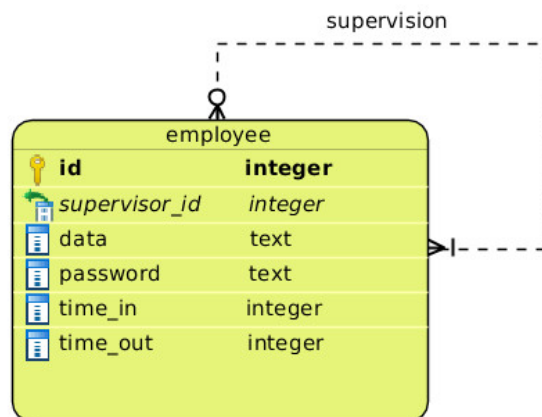 supervision
employee
id integer
supervisor_id integer
data text
password text
time_in integer
time_out integer